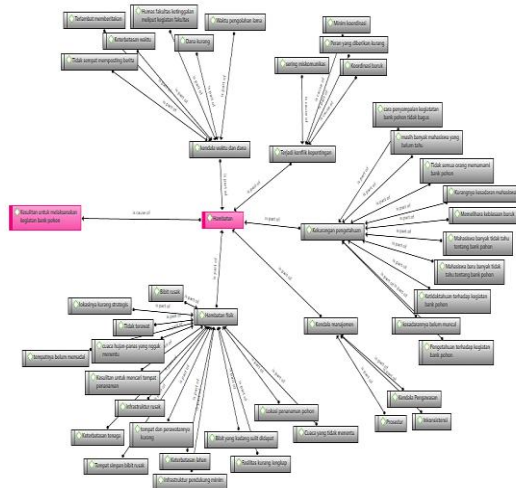 Terlambat memberitakan
Humas fakultas ketinggalan
meliput kegiatan fakultas
Waktu pengolahan dana
Keterbatasan waktu
Dana kurang
Tidak sempat memposting berita
Minim koordinasi
Peran yang diberikan kurang
sering miskomunikasi
Koordinasi buruk
kendala waktu dan dana
Terjadi konflik kepentingan
cara penyampaian kegiatatan
bank pohon tidak bagus
masih banyak mahasiswa yang
belum tahu
Tidak semua orang memahami
bank pohon
Kurangnya kesadaran mahasiswa
Memelihara kebiasaan buruk
Mahasiswa banyak tidak tahu
tentang bank pohon
Mahasiswa baru banyak tidak
tahu tentang bank pohon
Ketidaktahuan terhadap kegiatan
bank pohon
kesadarannya belum muncul
Pengetahuan terhadap kegiatan
bank pohon
Kesulitan untuk melaksanakan
kegiatan bank pohon
is cause of
Hambatan
is part of
Kekurangan pengetahuan
Bibit rusak
lokasinya kurang strategis
Hambatan fisik
Kendala manajemen
Tidak terawat
cuaca hujan panas yang nggak
menentu
tempatnya belum memadai
Kesulitan untuk mencari tempat
penanaman
Infrastruktur rusak
Lokasi penanaman pohon
Kendala Pengawasan
Prosedur
Inkonsistensi
Keterbatasan tenaga
tempat dan perawatannya
kurang
Bibit yang kadang sulit didapat
Cuaca yang tidak menentu
Tempat simpan bibit rusak
Keterbatasan lahan
Fasilitas kurang lengkap
Infrastruktur pendukung minim